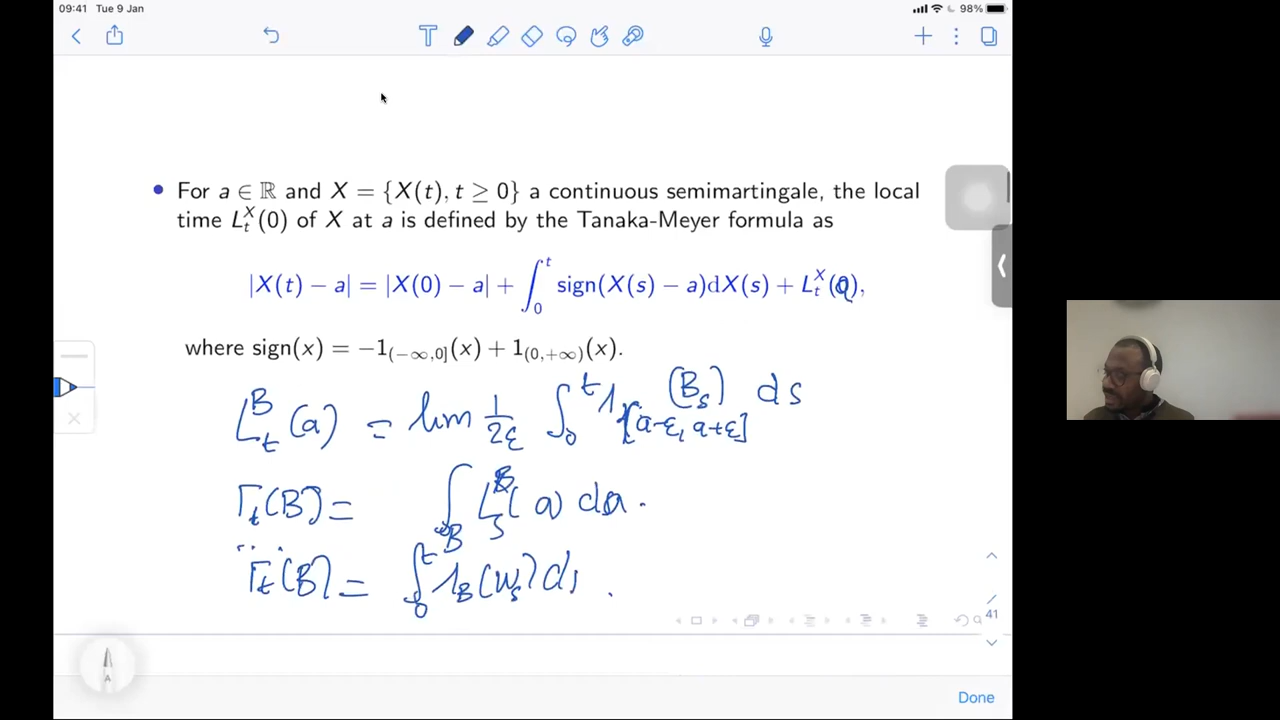 09:41 Tue 9 Jan 98%
T
• For a ∈ ℝ and X = {X(t), t ≥ 0} a continuous semimartingale, the local
time L_t^X(0) of X at a is defined by the Tanaka-Meyer formula as
|X(t) − a| = |X(0) − a| + ∫_0^t sign(X(s) − a)dX(s) + L_t^X(a),
where sign(x) = −1_{(−∞,0]}(x) + 1_{(0,+∞)}(x).
L_t^B (a) = lim 1/2ε ∫_0^t 1_{[a−ε, a+ε]} (B_s) ds
Γ_t(B) = ∫_B L_s^B(a) da.
Γ_t(B) = ∫_0^t 1_B(W_s) ds.
41
A
Done